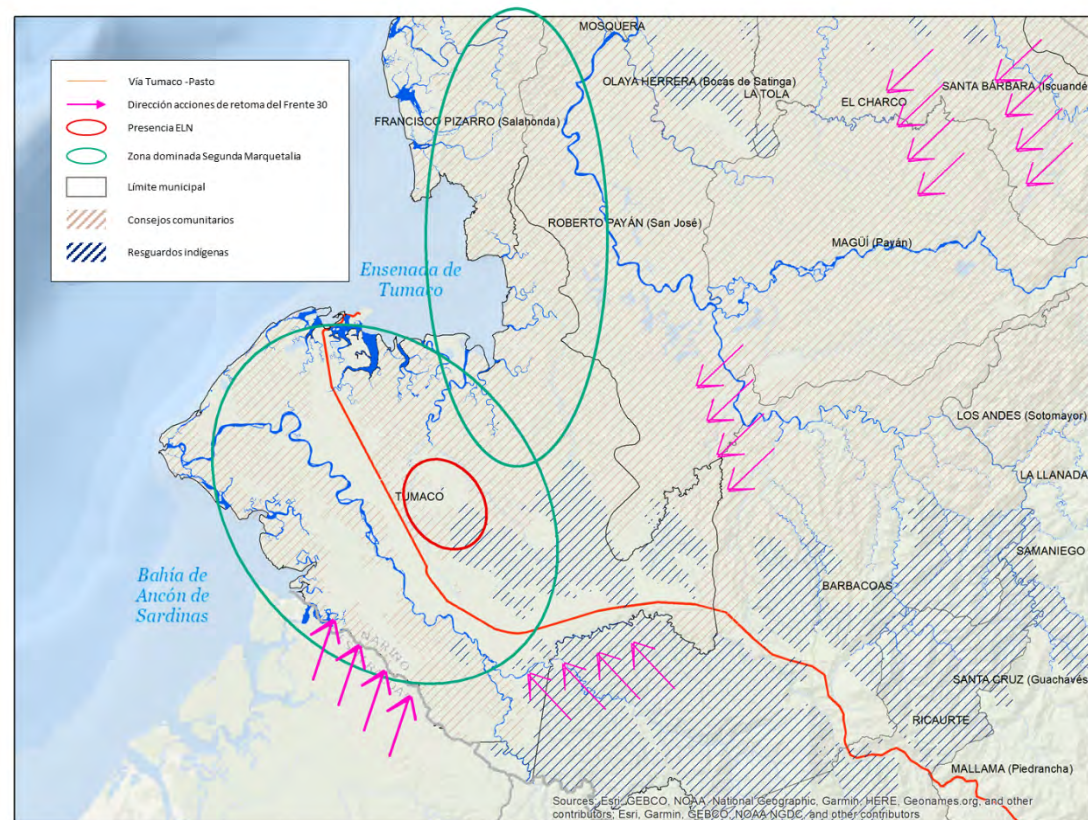 Vía Tumaco -Pasto
Dirección acciones de retoma del Frente 30
Presencia ELN
Zona dominada Segunda Marquetalia
Límite municipal
Consejos comunitarios
Resguardos indígenas
MOSQUERA
OLAYA HERRERA (Bocas de Satinga)
LA TOLA
EL CHARCO
SANTA BÁRBARA (Iscuandé)
FRANCISCO PIZARRO (Salahonda)
ROBERTO PAYÁN (San José)
MAGÜÍ (Payán)
Ensenada de
Tumaco
LOS ANDES (Sotomayor)
LA LLANADA
TUMACO
SAMANIEGO
BARBACOAS
Bahía de
Ancón de
Sardinas
NARIÑO
SANTA CRUZ (Guachavés)
RICAURTE
MALLAMA (Piedrancha)
Sources: Esri, GEBCO, NOAA, National Geographic, Garmin, HERE, Geonames.org, and other
contributors; Esri, Garmin, GEBCO, NOAA NGDC, and other contributors